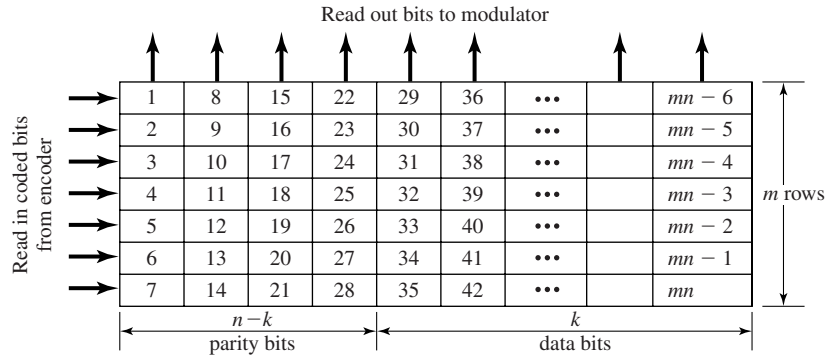 Read out bits to modulator
Read in coded bits
from encoder
1 8 15 22 29 36 ••• mn − 6
2 9 16 23 30 37 ••• mn − 5
3 10 17 24 31 38 ••• mn − 4
4 11 18 25 32 39 ••• mn − 3
5 12 19 26 33 40 ••• mn − 2
6 13 20 27 34 41 ••• mn − 1
7 14 21 28 35 42 ••• mn
m rows
n−k k
parity bits data bits